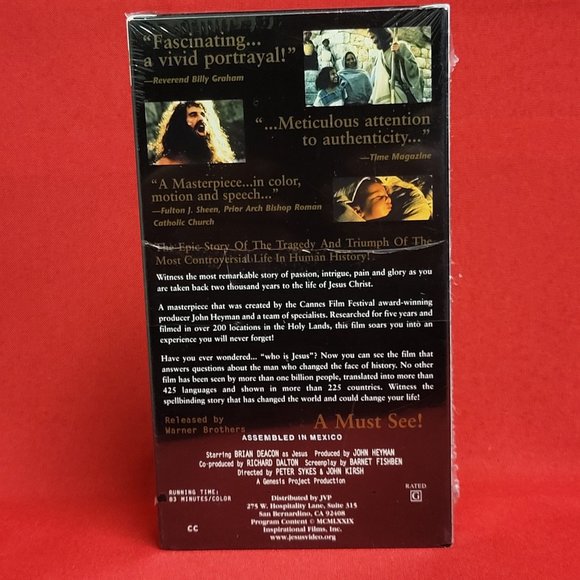 "Fascinating...
a vivid portrayal!"
—Reverend Billy Graham
"...Meticulous attention
to authenticity..."
—Time Magazine
"A Masterpiece...in color,
motion and speech..."
—Fulton J. Sheen, Prior Arch Bishop Roman
Catholic Church
The Epic Story Of The Tragedy And Triumph Of The
Most Controversial Life In Human History!
Witness the most remarkable story of passion, intrigue, pain and glory as you
are taken back two thousand years to the life of Jesus Christ.
A masterpiece that was created by the Cannes Film Festival award-winning
producer John Heyman and a team of specialists. Researched for five years and
filmed in over 200 locations in the Holy Lands, this film soars you into an
experience you will never forget!
Have you ever wondered... "who is Jesus"? Now you can see the film that
answers questions about the man who changed the face of history. No other
film has been seen by more than one billion people, translated into more than
425 languages and shown in more than 225 countries. Witness the
spellbinding story that has changed the world and could change your life!
Released by
Warner Brothers
A Must See!
ASSEMBLED IN MEXICO
Starring BRIAN DEACON as Jesus Produced by JOHN HEYMAN
Co-produced by RICHARD DALTON Screenplay by BARNET FISHBEN
Directed by PETER SYKES & JOHN KIRSH
A Genesis Project Production
RATED
G
RUNNING TIME:
83 MINUTES/COLOR
Distributed by JVP
275 W. Hospitality Lane, Suite 315
San Bernardino, CA 92408
Program Content © MCMLXXIX
Inspirational Films, Inc.
www.jesusvideo.org
CC